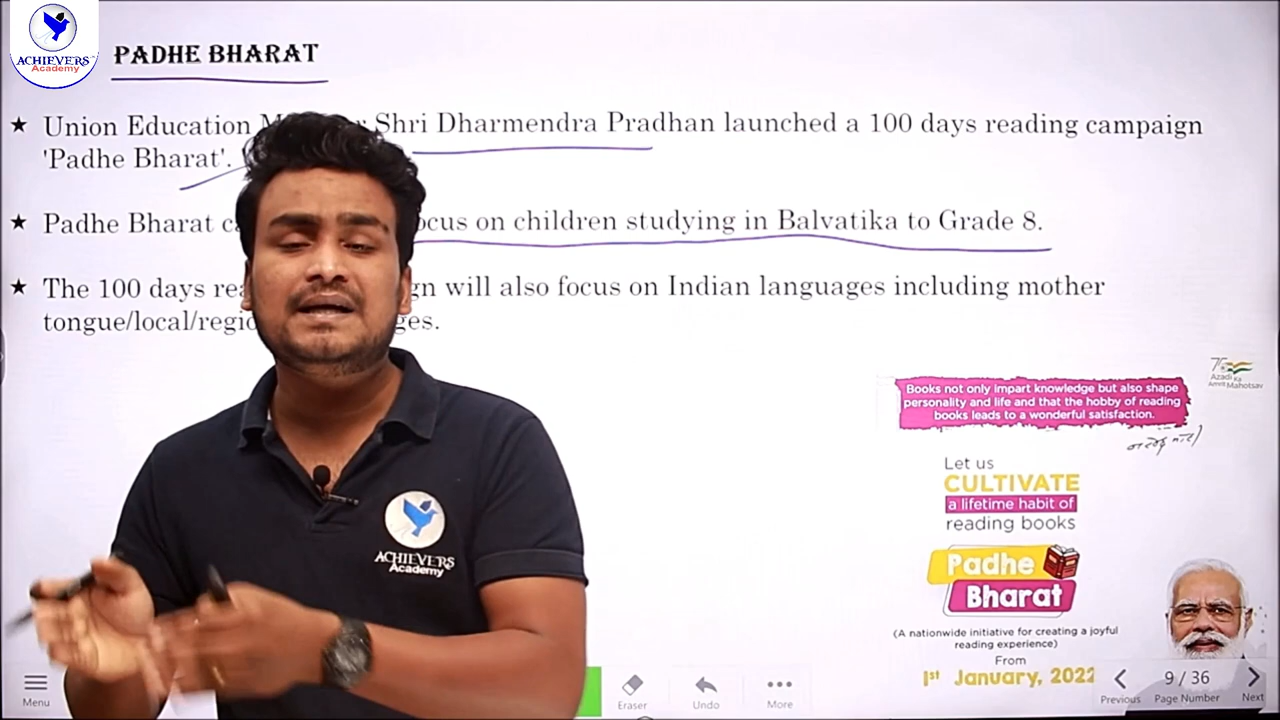 ACHIEVERS
Academy
PADHE BHARAT
★ Union Education Shri Dharmendra Pradhan launched a 100 days reading campaign
'Padhe Bharat'.
★ Padhe Bharat focus on children studying in Balvatika to Grade 8.
★ The 100 days will also focus on Indian languages including mother
tongue/local/
Azadi Ka
Amrit Mahotsav
Books not only impart knowledge but also shape
personality and life and that the hobby of reading
books leads to a wonderful satisfaction.
Let us
CULTIVATE
a lifetime habit of
reading books
Padhe
Bharat
(A nationwide initiative for creating a joyful
reading experience)
From
1st January, 2022
ACHIEVERS
Academy
Menu
Eraser
Undo
More
Previous
9 / 36
Page Number
Next